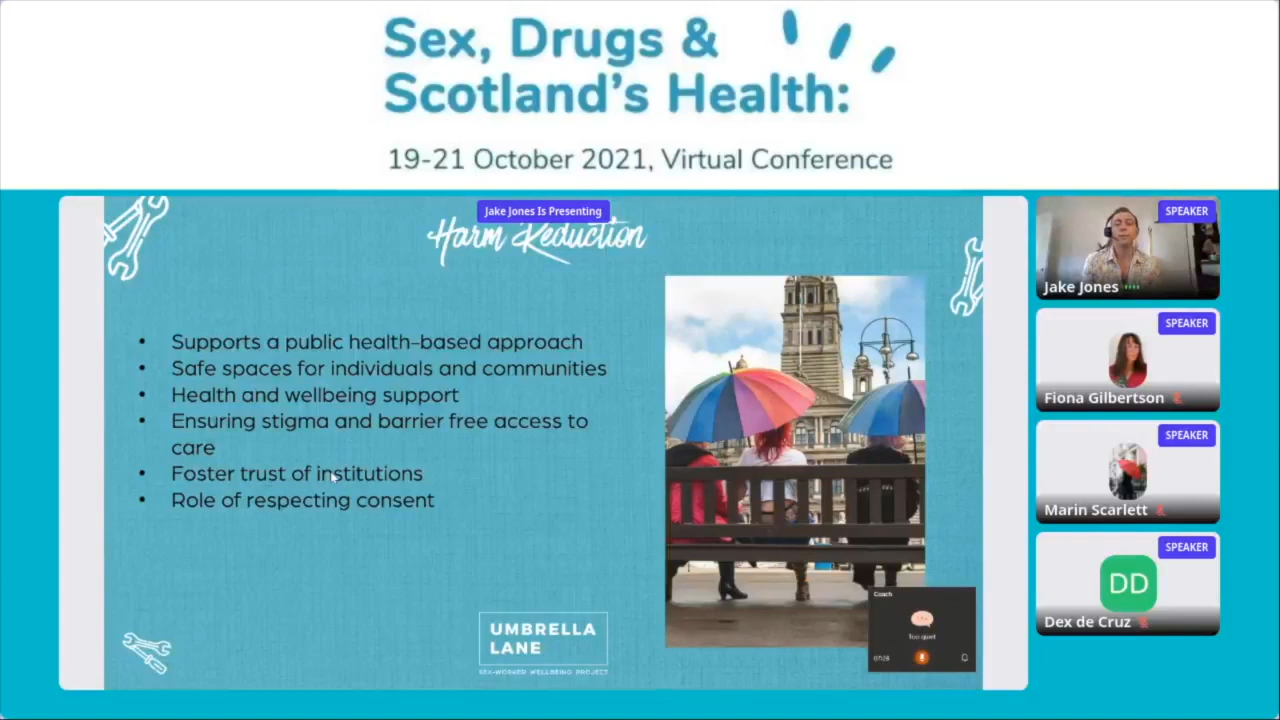 Sex, Drugs &
Scotland's Health:
19-21 October 2021, Virtual Conference
Jake Jones Is Presenting
Harm Reduction
• Supports a public health-based approach
• Safe spaces for individuals and communities
• Health and wellbeing support
• Ensuring stigma and barrier free access to
care
• Foster trust of institutions
• Role of respecting consent
UMBRELLA
LANE
SEX-WORKER WELLBEING PROJECT
Coach
Too quiet
SPEAKER
Jake Jones
SPEAKER
Fiona Gilbertson
SPEAKER
Marin Scarlett
SPEAKER
DD
Dex de Cruz